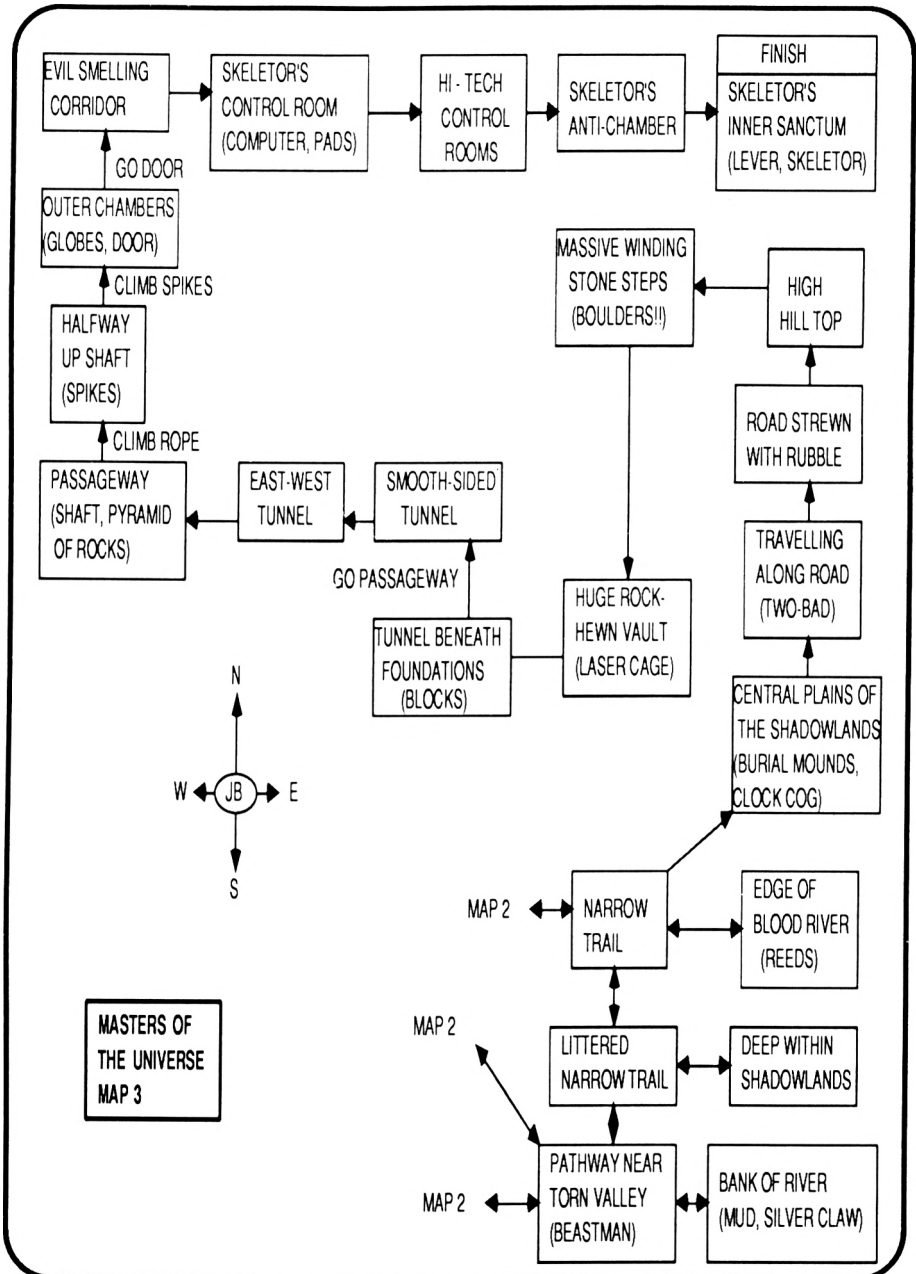 EVIL SMELLING
CORRIDOR
SKELETOR'S
CONTROL ROOM
(COMPUTER, PADS)
HI - TECH
CONTROL
ROOMS
SKELETOR'S
ANTI-CHAMBER
FINISH
SKELETOR'S
INNER SANCTUM
(LEVER, SKELETOR)
GO DOOR
OUTER CHAMBERS
(GLOBES, DOOR)
CLIMB SPIKES
HALFWAY
UP SHAFT
(SPIKES)
CLIMB ROPE
MASSIVE WINDING
STONE STEPS
(BOULDERS!!)
HIGH
HILL TOP
ROAD STREWN
WITH RUBBLE
PASSAGEWAY
(SHAFT, PYRAMID
OF ROCKS)
EAST-WEST
TUNNEL
SMOOTH-SIDED
TUNNEL
GO PASSAGEWAY
TRAVELLING
ALONG ROAD
(TWO-BAD)
TUNNEL BENEATH
FOUNDATIONS
(BLOCKS)
HUGE ROCK-
HEWN VAULT
(LASER CAGE)
CENTRAL PLAINS OF
THE SHADOWLANDS
(BURIAL MOUNDS,
CLOCK COG)
N
W
JB
E
S
MAP 2
NARROW
TRAIL
EDGE OF
BLOOD RIVER
(REEDS)
MASTERS OF
THE UNIVERSE
MAP 3
MAP 2
LITTERED
NARROW TRAIL
DEEP WITHIN
SHADOWLANDS
MAP 2
PATHWAY NEAR
TORN VALLEY
(BEASTMAN)
BANK OF RIVER
(MUD, SILVER CLAW)